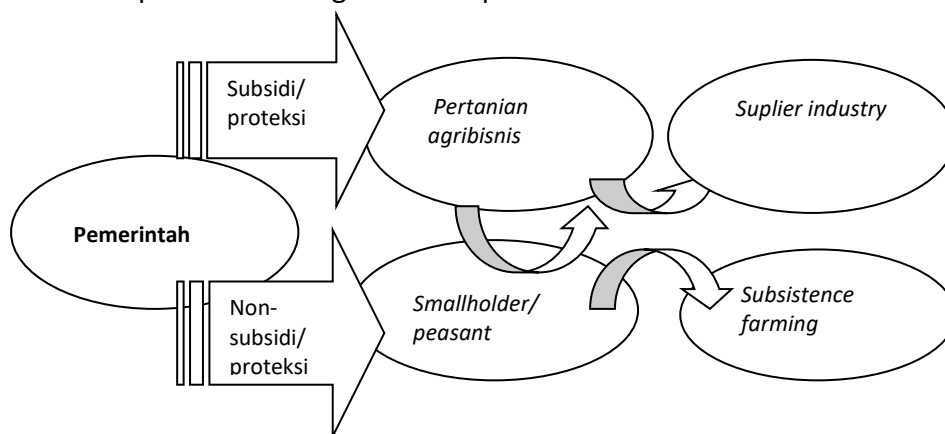 Subsidi/
proteksi
Pertanian
agribisnis
Suplier industry
Pemerintah
Non-
subsidi/
proteksi
Smallholder/
peasant
Subsistence
farming